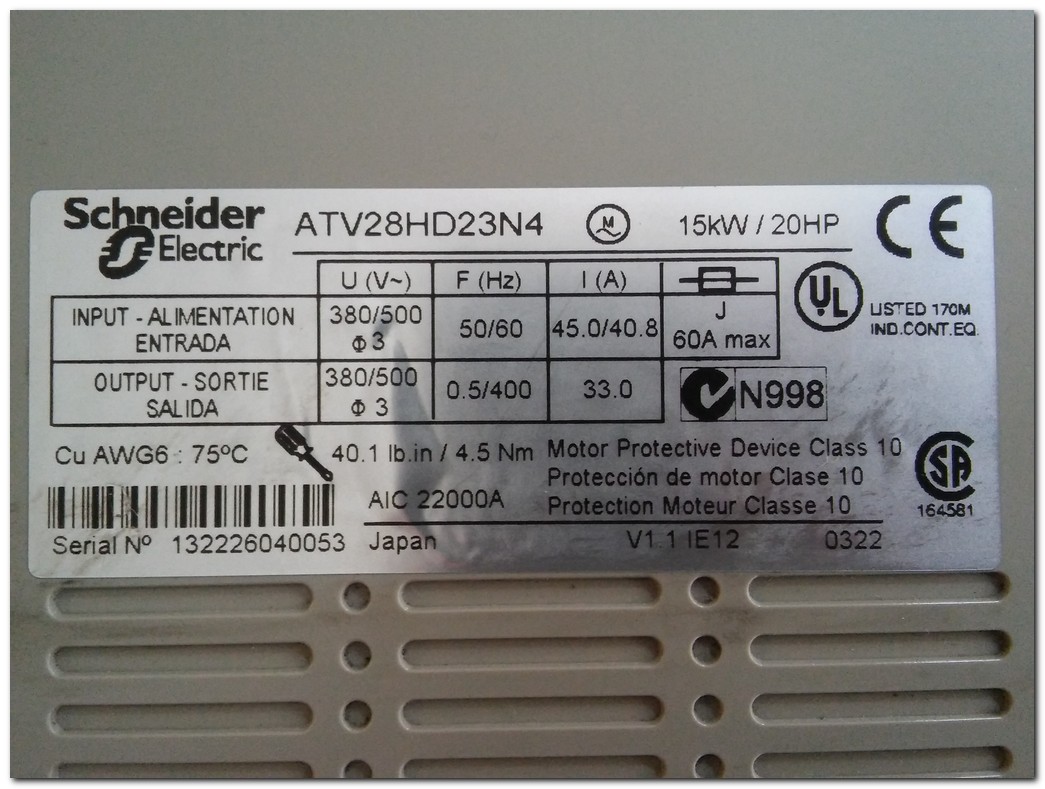 Schneider Electric
ATV28HD23N4 M 15kW / 20HP
U (V~) F (Hz) I (A)
INPUT - ALIMENTATION ENTRADA 380/500 Φ 3 50/60 45.0/40.8 J 60A max
OUTPUT - SORTIE SALIDA 380/500 Φ 3 0.5/400 33.0
CE
UL LISTED 170M
IND.CONT.EQ.
N998
Cu AWG6 : 75ºC 40.1 lb.in / 4.5 Nm
Motor Protective Device Class 10
Protección de motor Clase 10
Protection Moteur Classe 10
AIC 22000A
SA
164581
Serial Nº 132226040053 Japan V1.1 IE12 0322